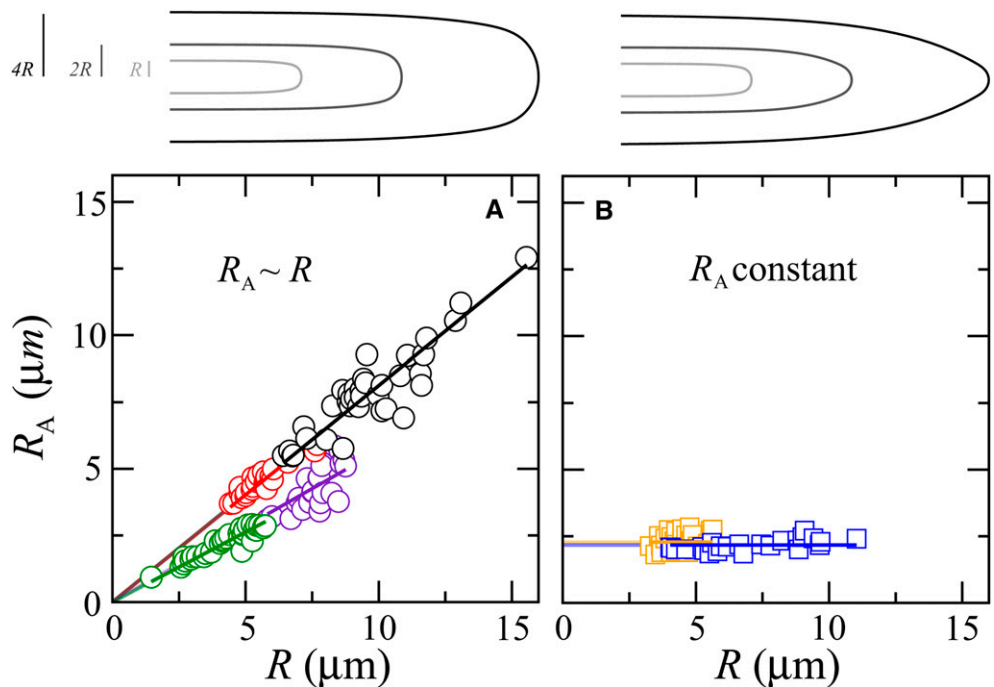 4R 2R R
A
R_A ~ R
B
R_A constant
15
10
5
0
R_A (μm)
0 5 10 15
0 5 10 15
R (μm)
R (μm)